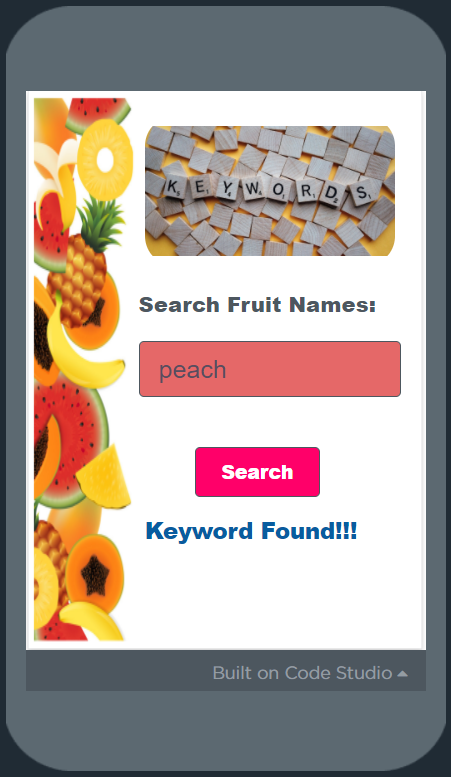 KEYWORDS
Search Fruit Names:
peach
Search
Keyword Found!!!
Built on Code Studio